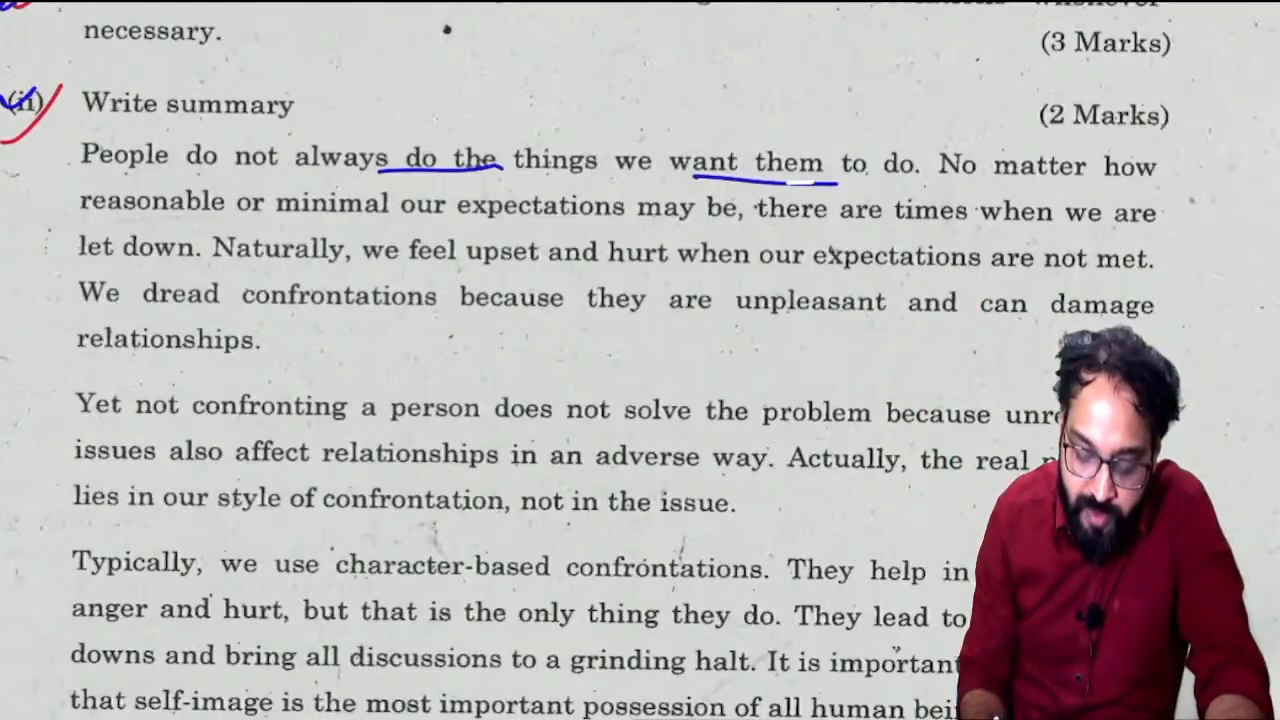 necessary.
(3 Marks)
(ii) Write summary
(2 Marks)
People do not always do the things we want them to do. No matter how
reasonable or minimal our expectations may be, there are times when we are
let down. Naturally, we feel upset and hurt when our expectations are not met.
We dread confrontations because they are unpleasant and can damage
relationships.
Yet not confronting a person does not solve the problem because
issues also affect relationships in an adverse way. Actually, the real
lies in our style of confrontation, not in the issue.
Typically, we use character-based confrontations. They help in
anger and hurt, but that is the only thing they do. They lead to
downs and bring all discussions to a grinding halt. It is important
that self-image is the most important possession of all human